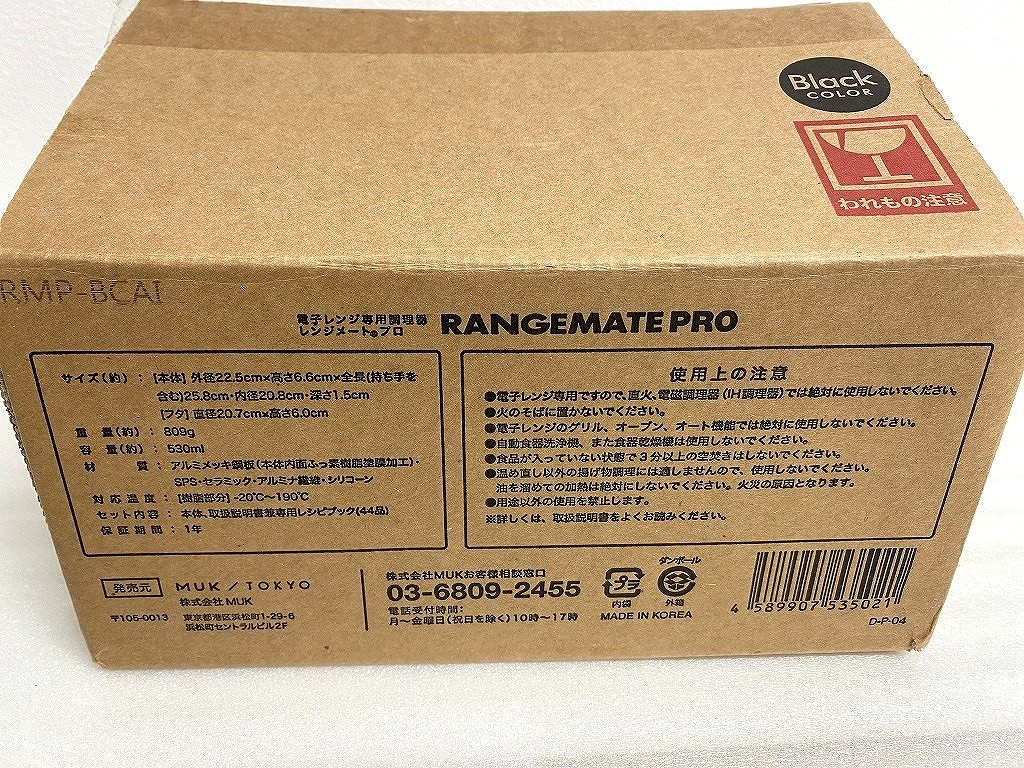 Black
COLOR
われもの注意
RMP-BCAI
電子レンジ専用調理器
レンジメート®プロ
RANGEMATE PRO
サイズ(約): [本体] 外径22.5cm×高さ6.6cm×全長(持ち手を
含む)25.8cm・内径20.8cm・深さ1.5cm
[フタ] 直径20.7cm×高さ6.0cm
重量(約): 809g
容量(約): 530ml
材質: アルミメッキ鋼板(本体内面ふっ素樹脂塗膜加工)・
SPS・セラミック・アルミナ繊維・シリコーン
対応温度: [樹脂部分] -20℃〜190℃
セット内容: 本体、取扱説明書兼専用レシピブック(44品)
保証期間: 1年
使用上の注意
●電子レンジ専用ですので、直火、電磁調理器(IH調理器)では絶対に使用しないでください。
●火のそばに置かないでください。
●電子レンジのグリル、オーブン、オート機能では絶対に使用しないでください。
●自動食器洗浄機、また食器乾燥機は使用しないでください。
●食品が入っていない状態で3分以上の空焚きはしないでください。
●温め直し以外の揚げ物調理には適しませんので、使用しないでください。
油を溜めての加熱は絶対にしないでください。火災の原因となります。
●用途以外の使用を禁止します。
※詳しくは、取扱説明書をよくお読みください。
発売元
MUK / TOKYO
株式会社 MUK
〒105-0013 東京都港区浜松町1-29-6
浜松町セントラルビル2F
株式会社MUKお客様相談窓口
03-6809-2455
電話受付時間:
月〜金曜日(祝日を除く)10時〜17時
プラ
内袋
ダンボール
外箱
MADE IN KOREA
4 589907 535021
D-P-04